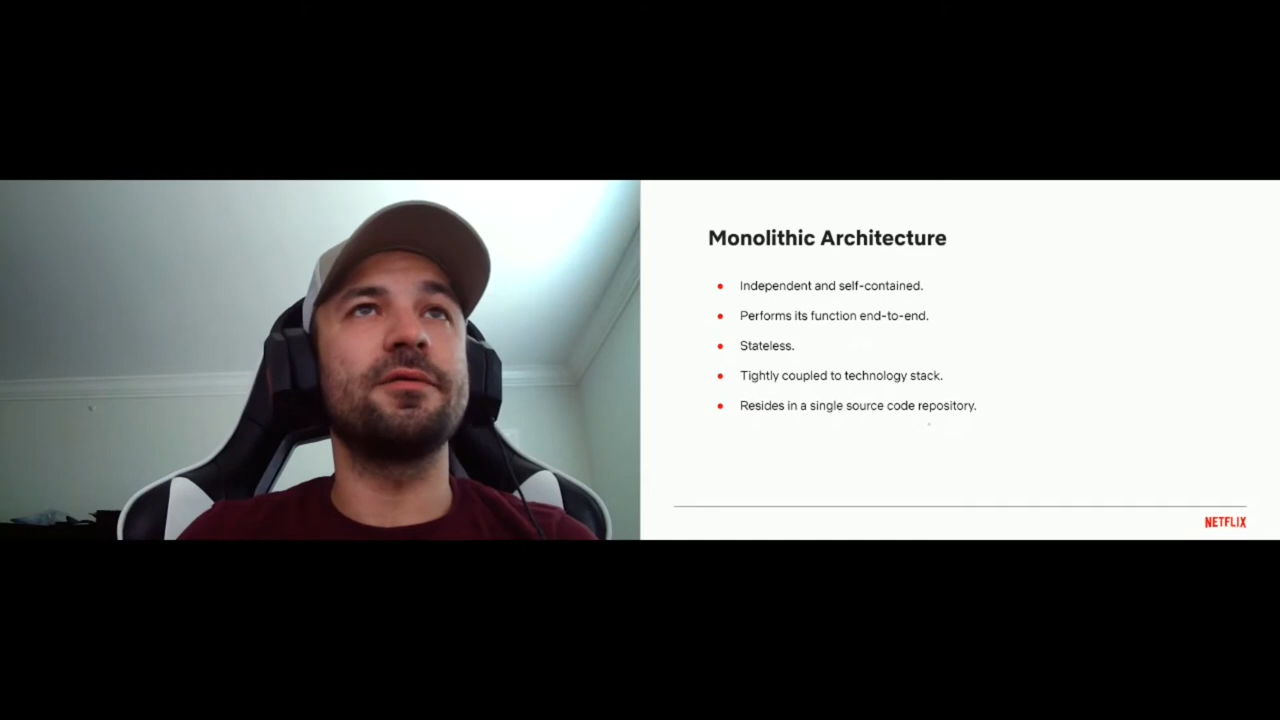 Monolithic Architecture
Independent and self-contained.
Performs its function end-to-end.
Stateless.
Tightly coupled to technology stack.
Resides in a single source code repository.
NETFLIX